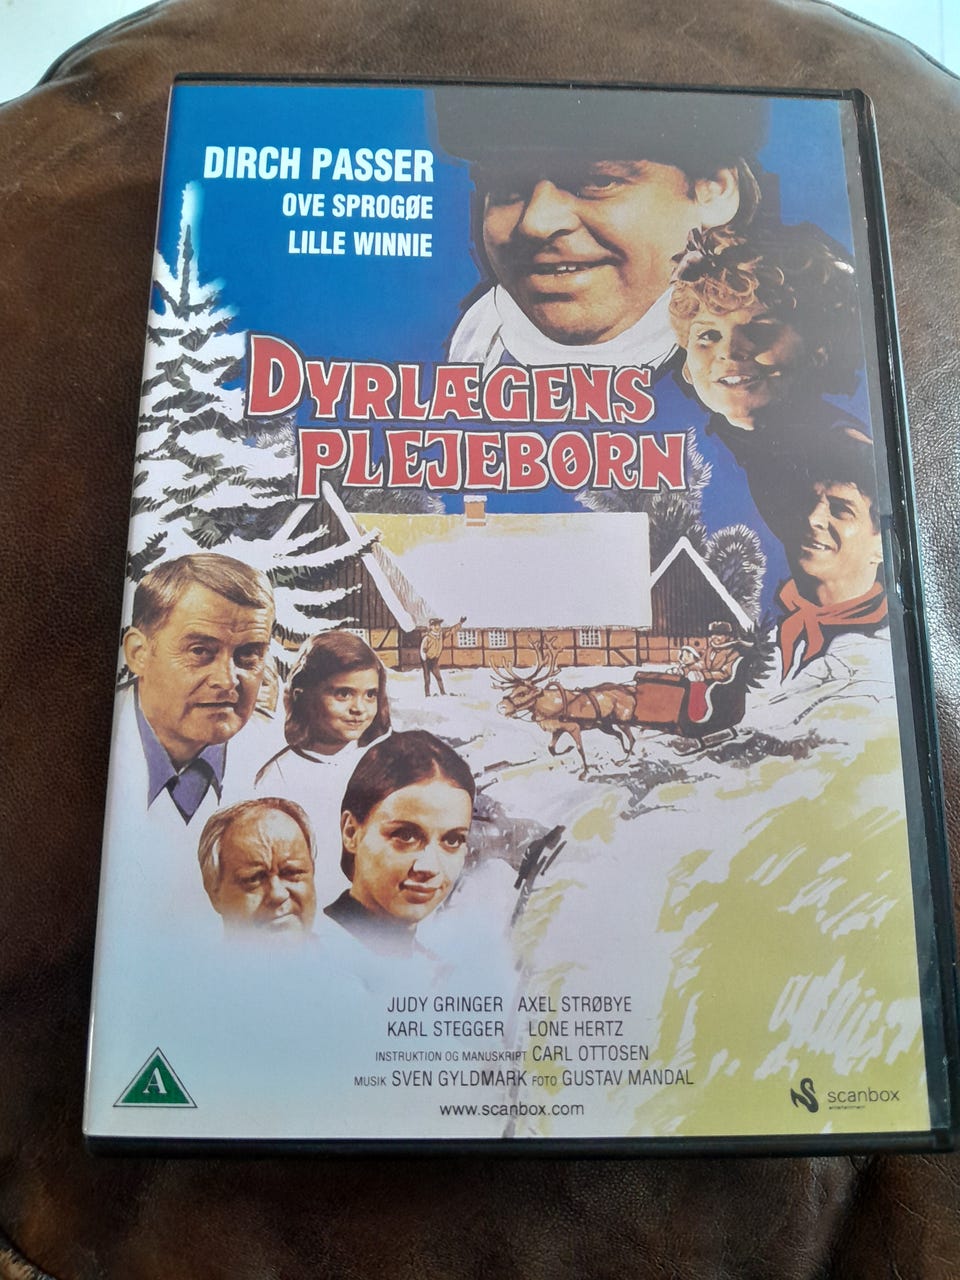 DIRCH PASSER
OVE SPROGØE
LILLE WINNIE
DYRLÆGENS
PLEJEBØRN
JUDY GRINGER AXEL STRØBYE
KARL STEGGER LONE HERTZ
INSTRUKTION OG MANUSKRIPT CARL OTTOSEN
MUSIK SVEN GYLDMARK FOTO GUSTAV MANDAL
www.scanbox.com
A
scanbox
entertainment